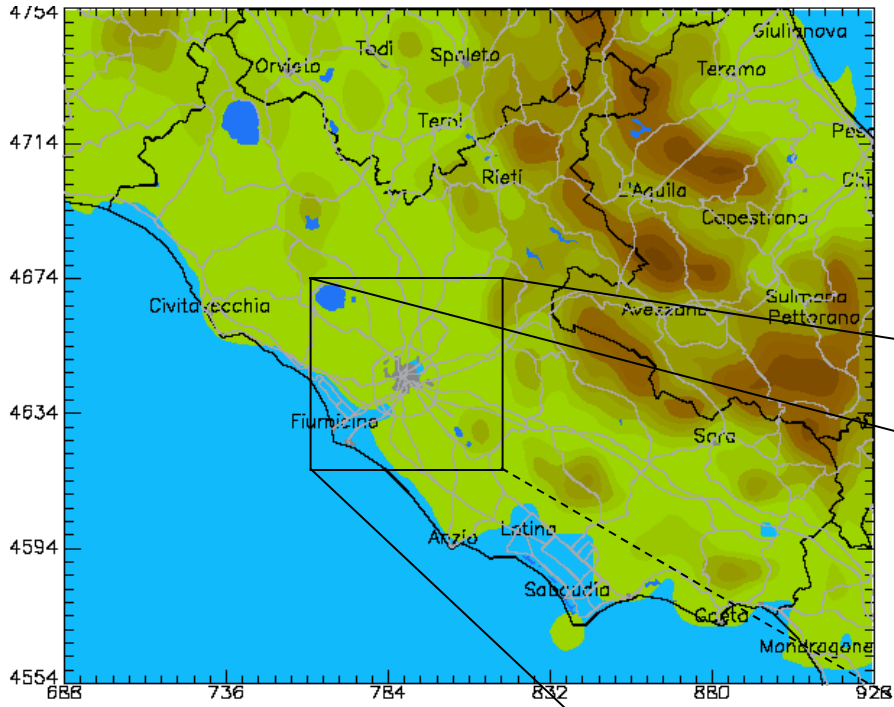 4754
Giulianova
Todi
Orvieto
Spoleto
Teramo
Terni
4714
Pes
Rieti
Chi
L'Aquila
Capestrano
4674
Sulmona
Civitavecchia
Avezzano
Pettorano
4634
Fiumicino
Sora
4594
Anzio
Latina
Sabaudia
Gaeta
Mondragone
4554
688
736
784
832
880
928